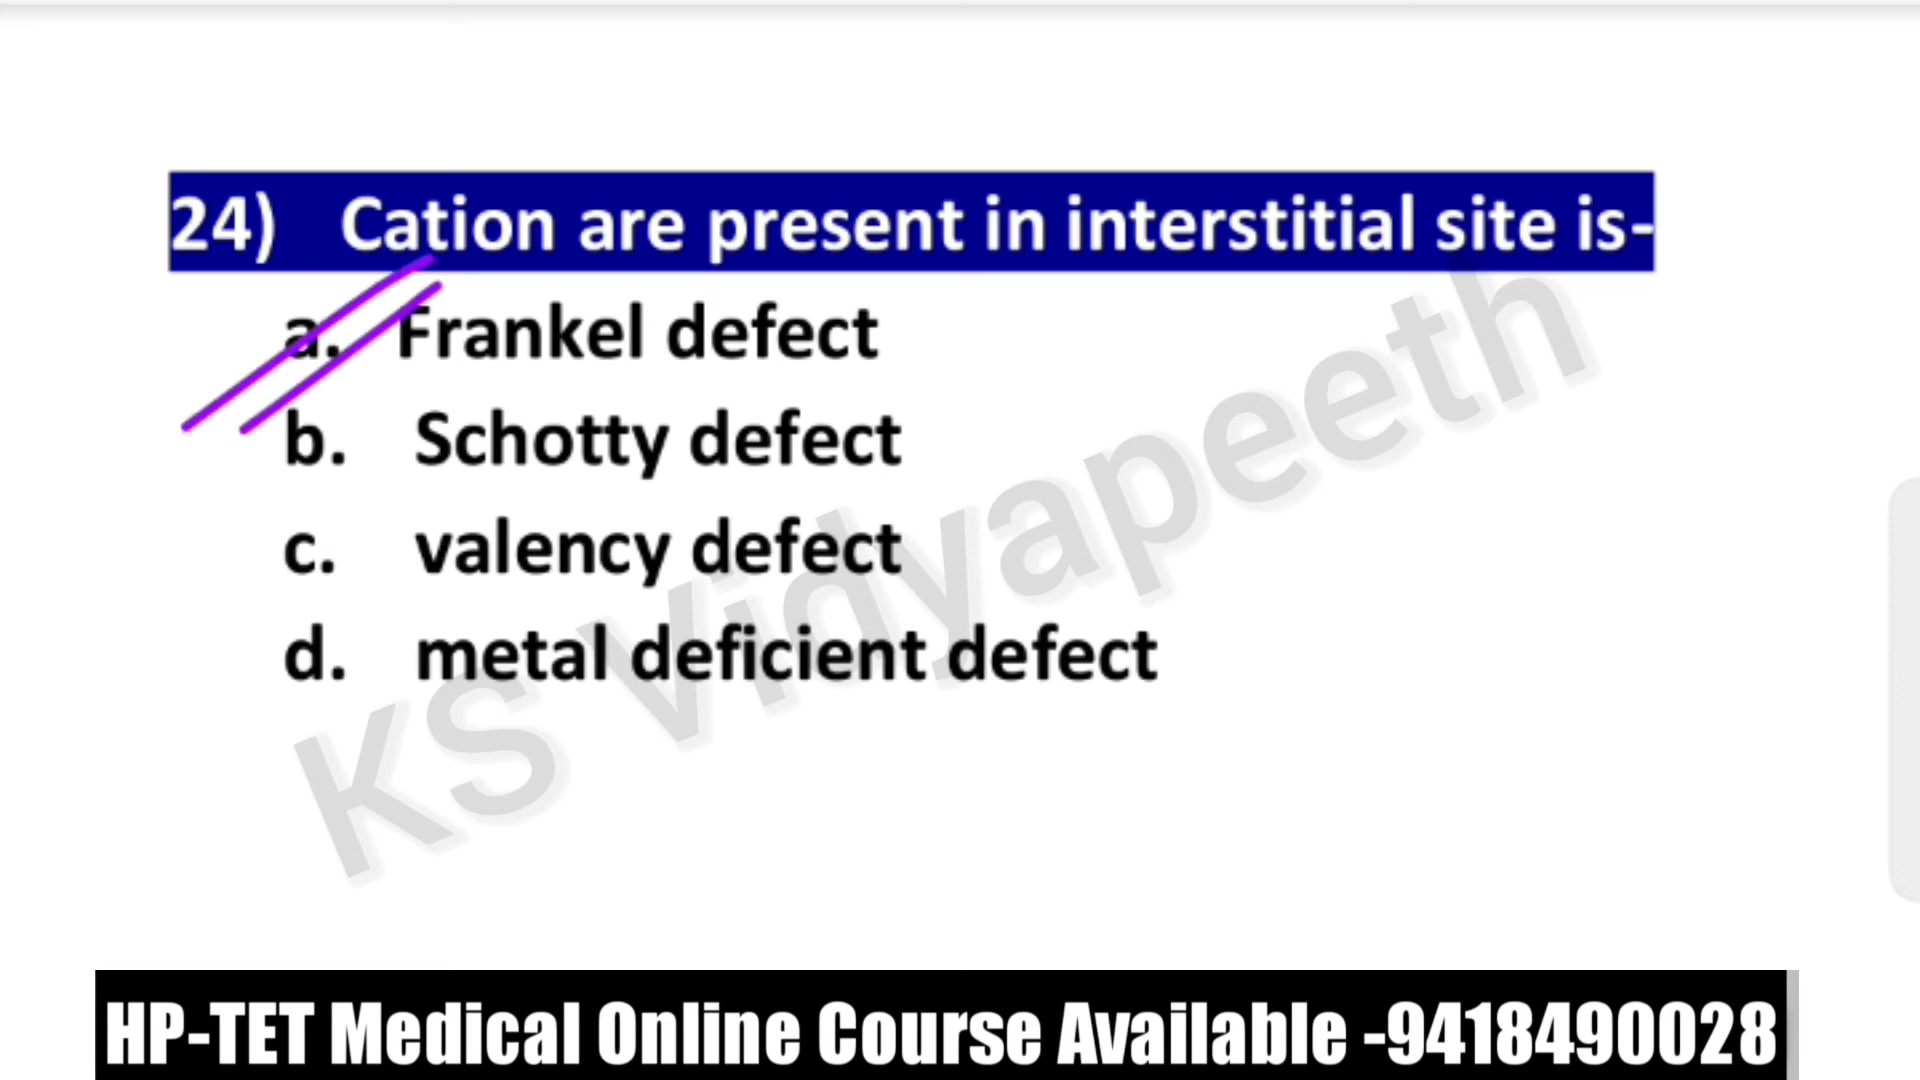 24) Cation are present in interstitial site is-
a. Frankel defect
b. Schotty defect
c. valency defect
d. metal deficient defect
KS Vidyapeeth
HP-TET Medical Online Course Available -9418490028